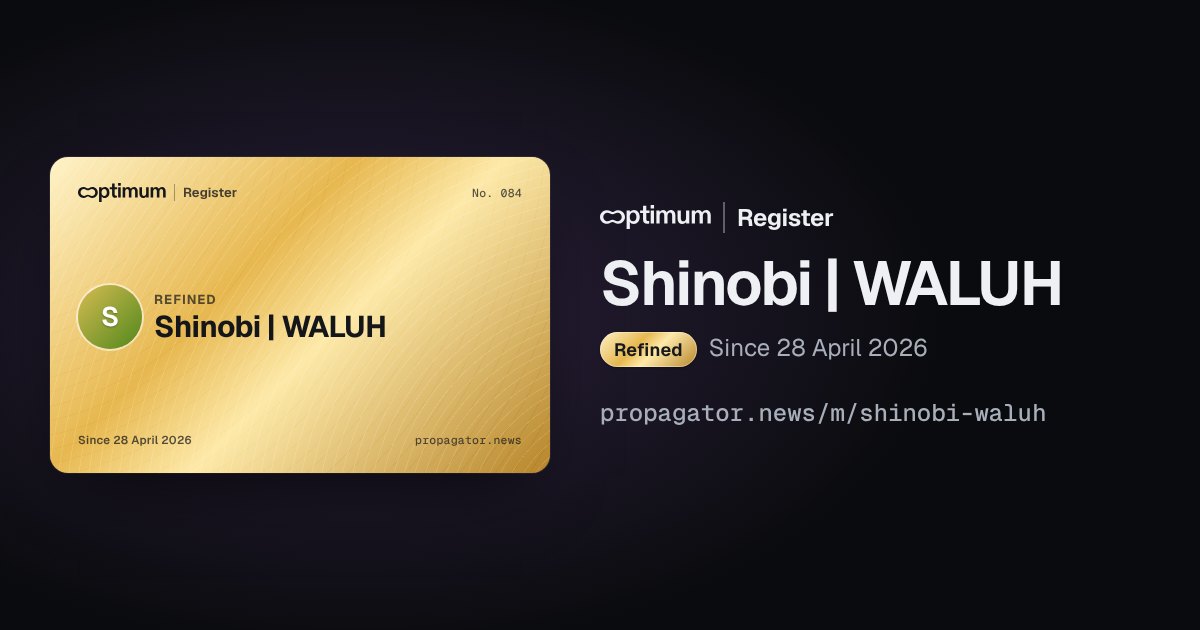 optimum | Register
No. 084
S
REFINED
Shinobi | WALUH
Since 28 April 2026
propagator.news
optimum | Register
Shinobi | WALUH
Refined
Since 28 April 2026
propagator.news/m/shinobi-waluh